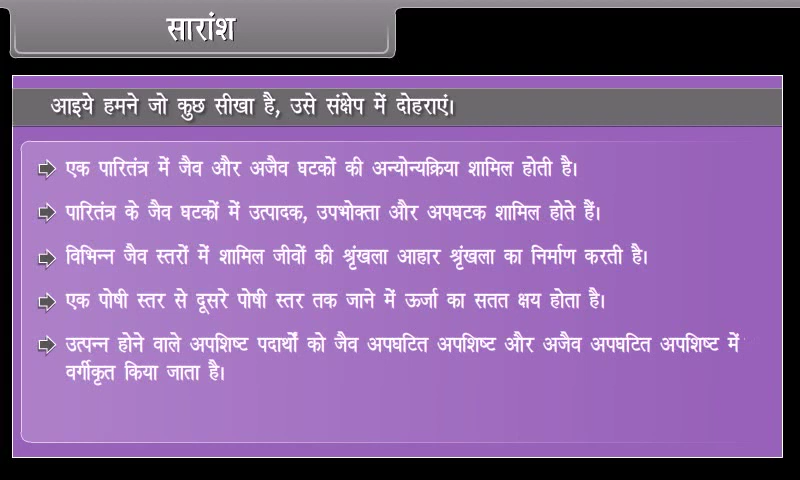 सारांश
आइये हमने जो कुछ सीखा है, उसे संक्षेप में दोहराएं।
एक पारितंत्र में जैव और अजैव घटकों की अन्योन्यक्रिया शामिल होती है।
पारितंत्र के जैव घटकों में उत्पादक, उपभोक्ता और अपघटक शामिल होते हैं।
विभिन्न जैव स्तरों में शामिल जीवों की श्रृंखला आहार श्रृंखला का निर्माण करती है।
एक पोषी स्तर से दूसरे पोषी स्तर तक जाने में ऊर्जा का सतत क्षय होता है।
उत्पन्न होने वाले अपशिष्ट पदार्थों को जैव अपघटित अपशिष्ट और अजैव अपघटित अपशिष्ट में
वर्गीकृत किया जाता है।